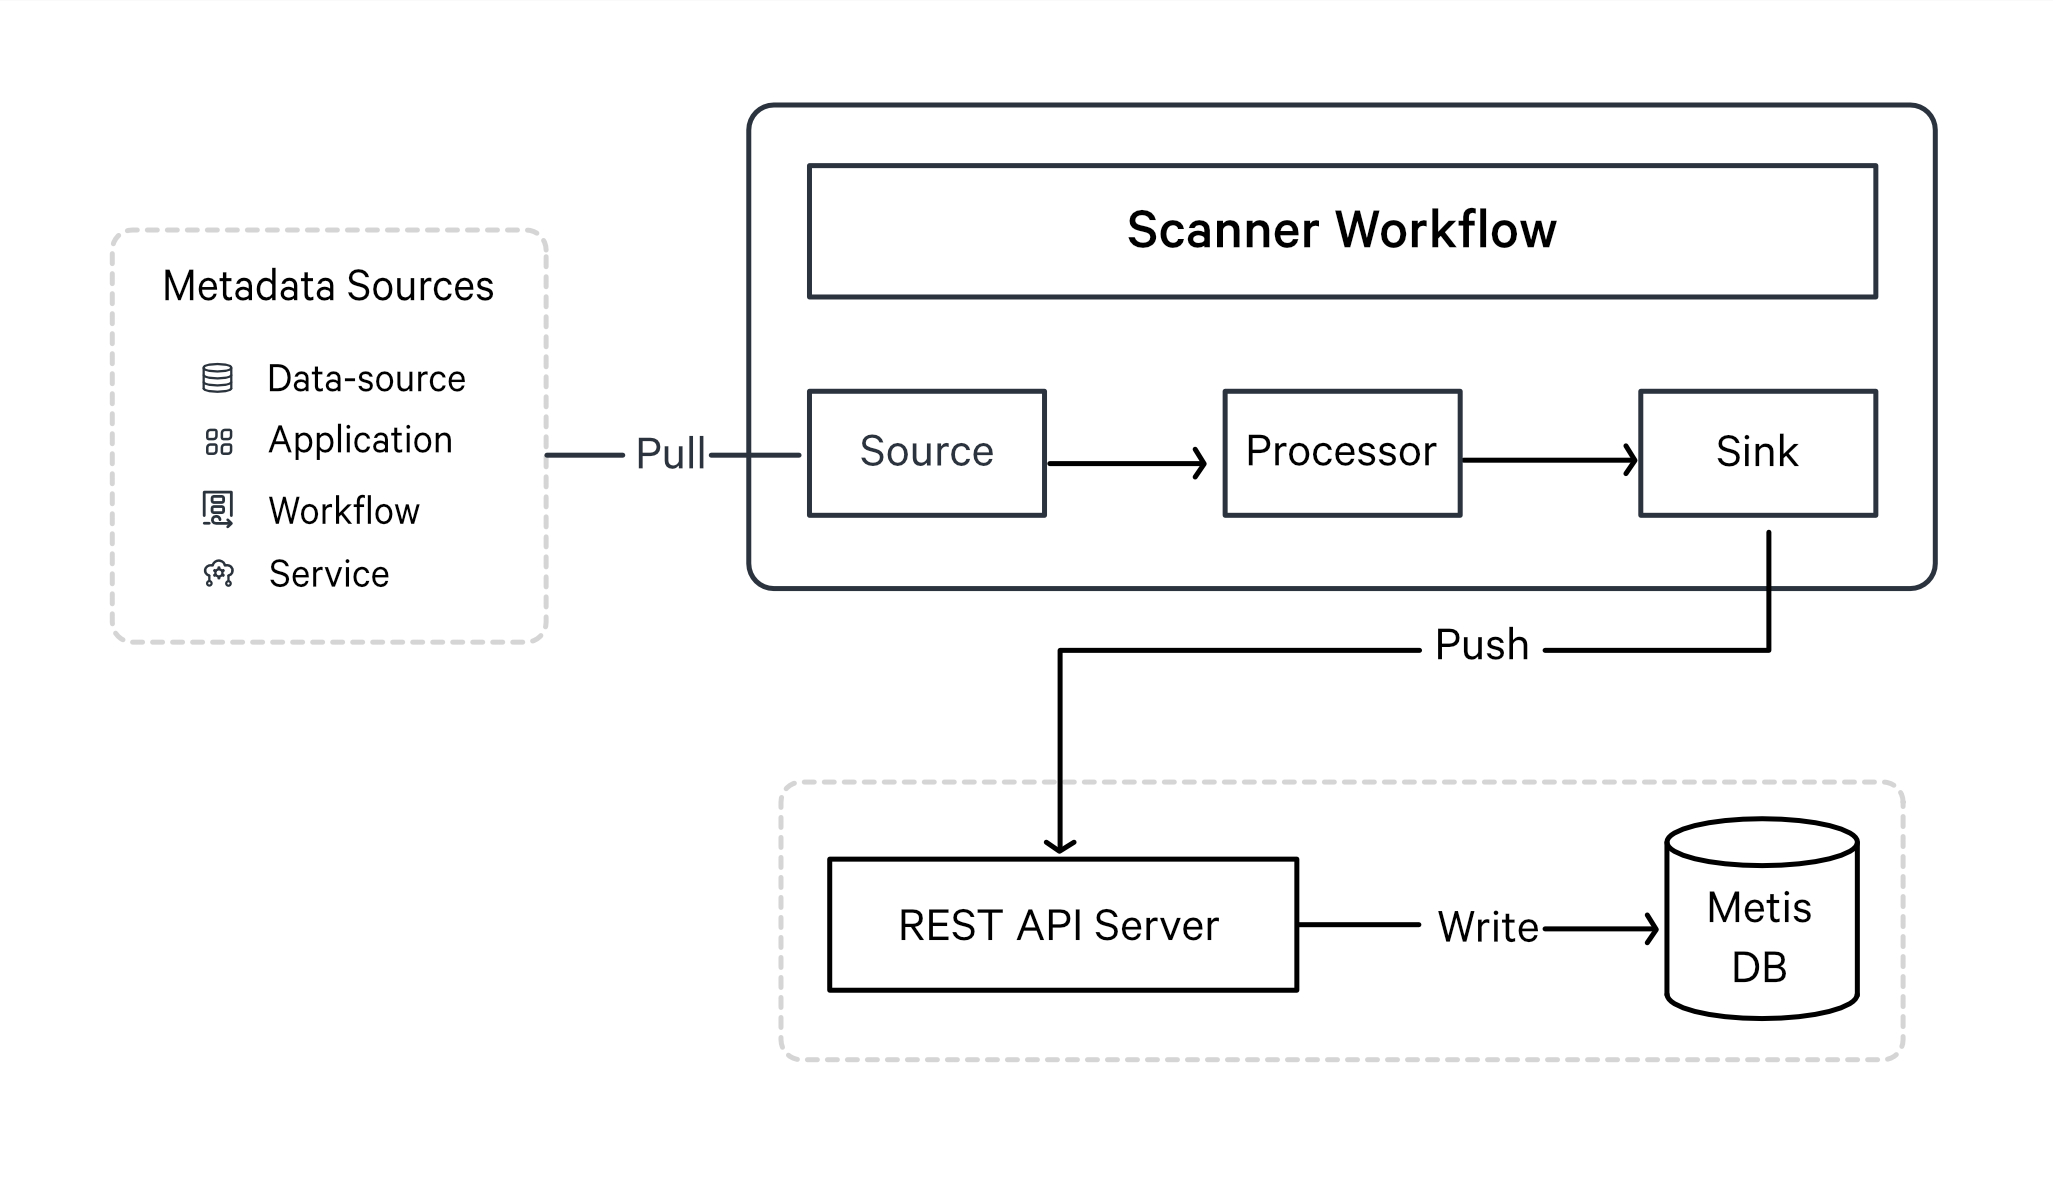 Scanner Workflow
Metadata Sources
Data-source
Application
Workflow
Service
Pull
Source
Processor
Sink
Push
REST API Server
Write
Metis
DB